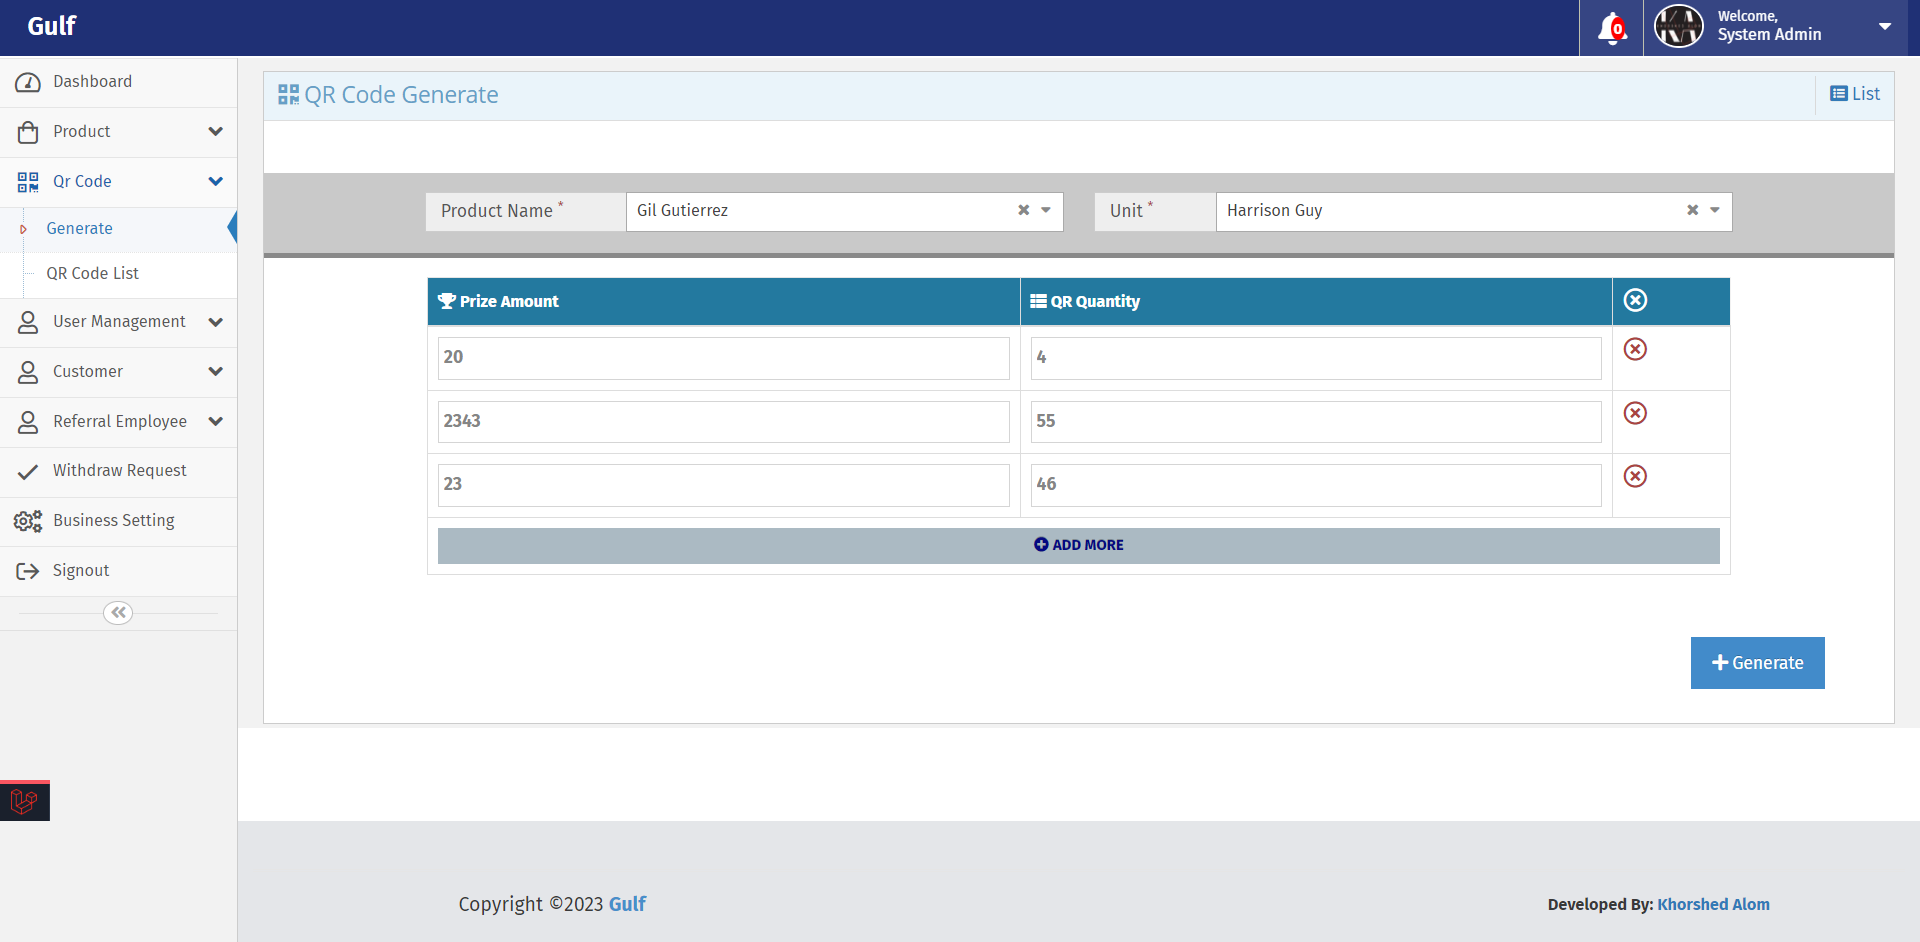 Gulf
0
Welcome,
System Admin
Dashboard
Product
Qr Code
Generate
QR Code List
User Management
Customer
Referral Employee
Withdraw Request
Business Setting
Signout
QR Code Generate
List
Product Name *
Gil Gutierrez
Unit *
Harrison Guy
Prize Amount
QR Quantity
20
4
2343
55
23
46
ADD MORE
Generate
Copyright ©2023 Gulf
Developed By: Khorshed Alom